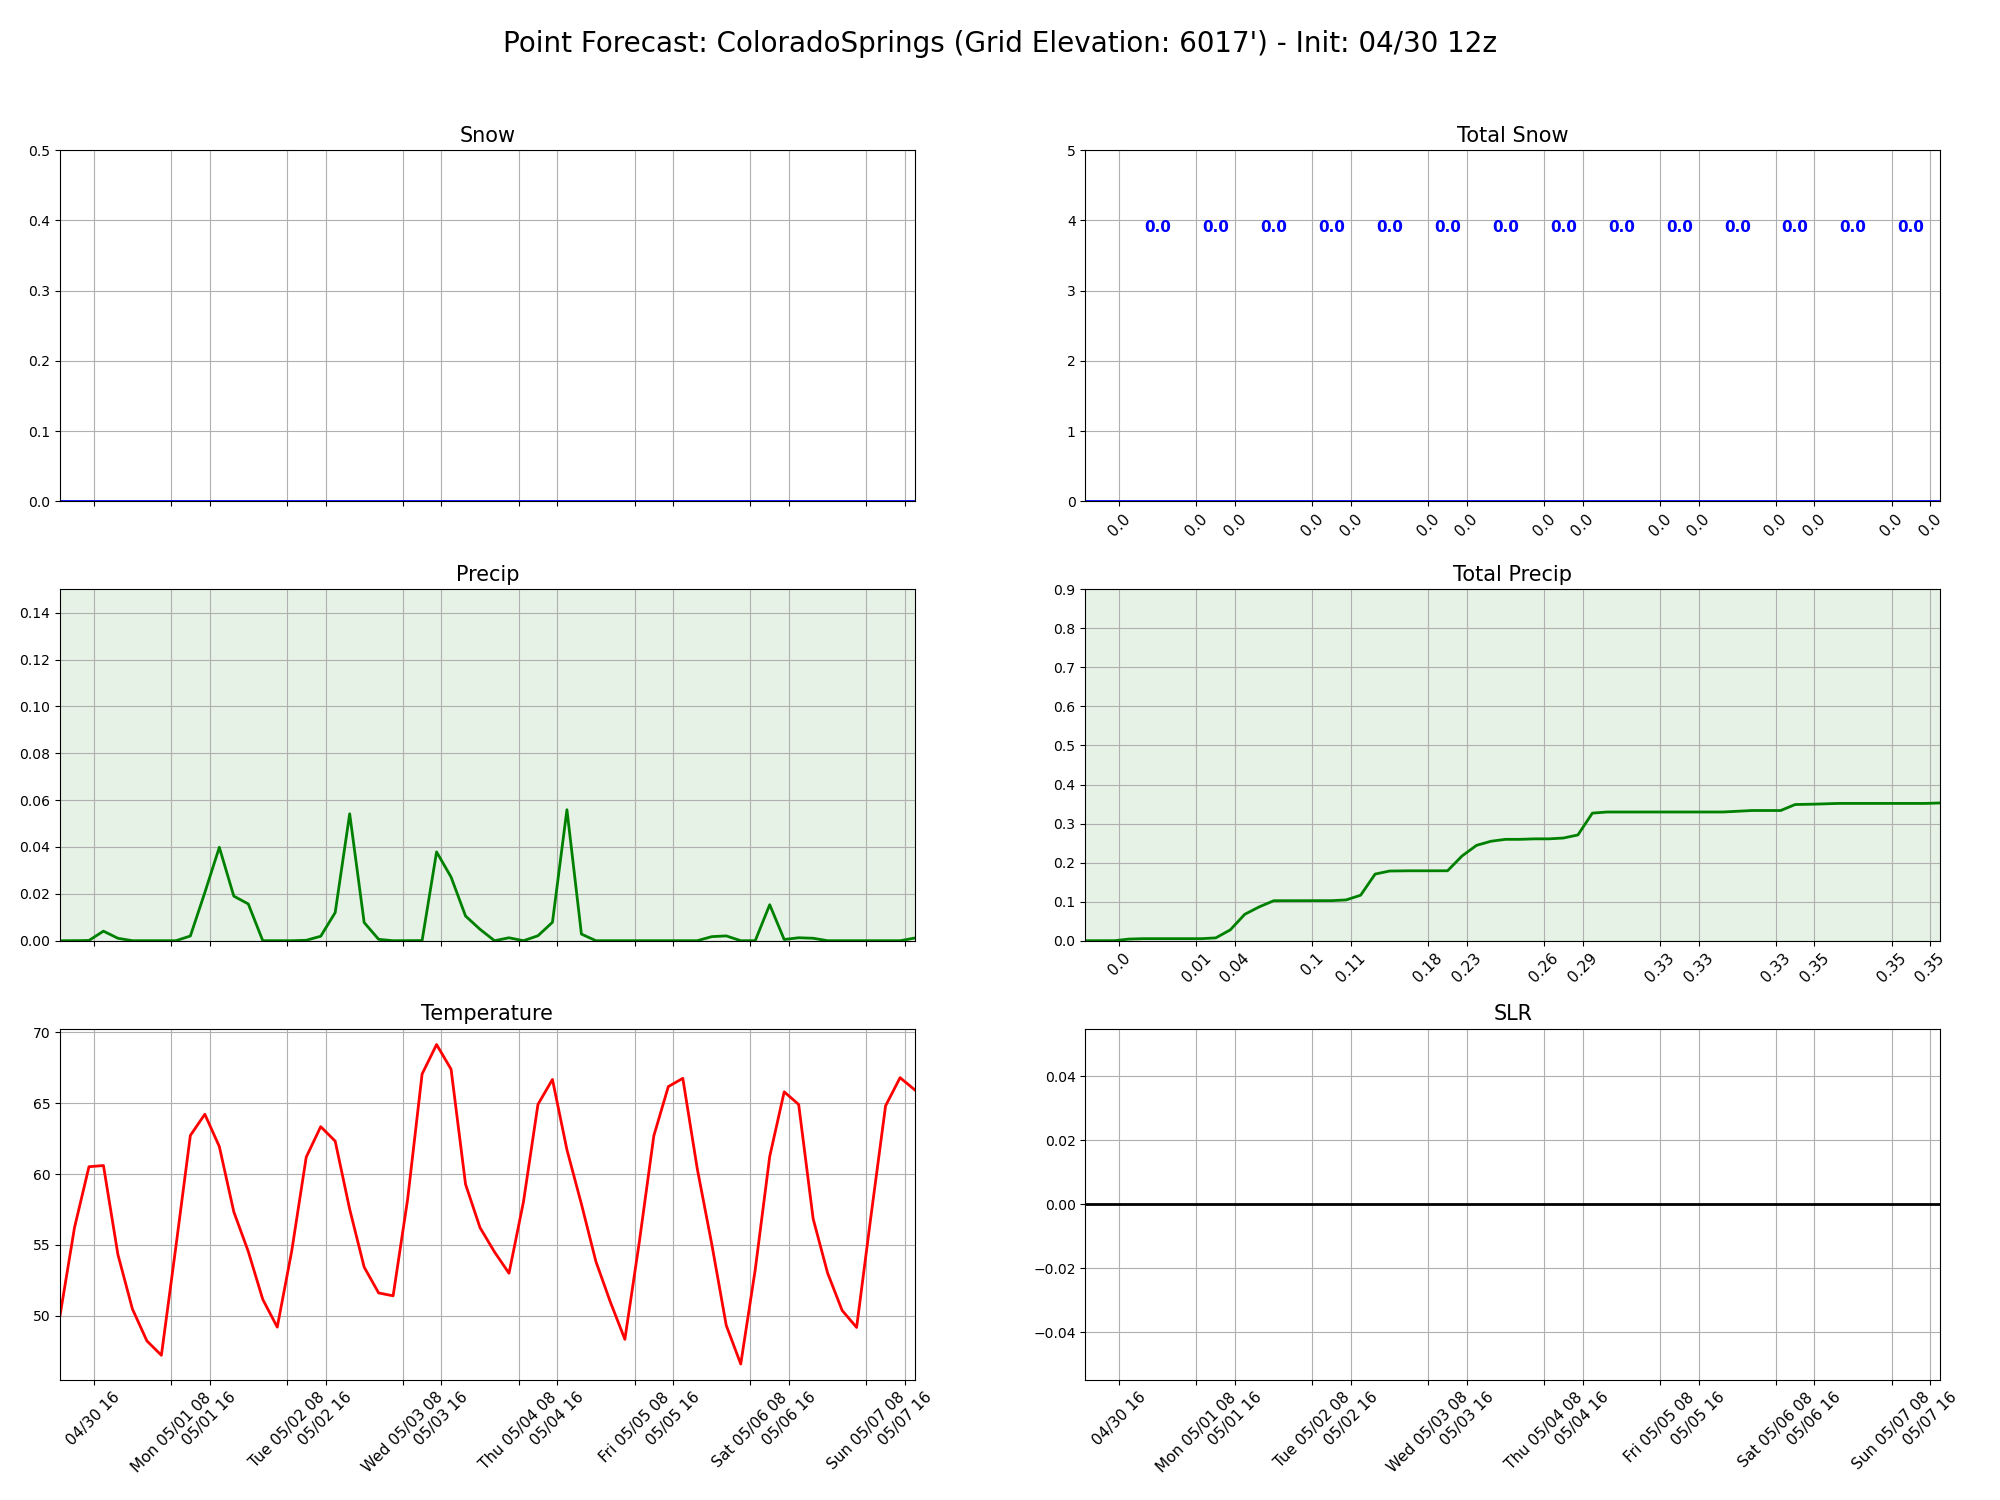 Point Forecast: ColoradoSprings (Grid Elevation: 6017') - Init: 04/30 12z
Snow
0.5
0.4
0.3
0.2
0.1
0.0
Total Snow
5
4
3
2
1
0
0.0 0.0 0.0 0.0 0.0 0.0 0.0 0.0 0.0 0.0 0.0 0.0 0.0 0.0
0.0 0.0 0.0 0.0 0.0 0.0 0.0 0.0 0.0 0.0 0.0 0.0 0.0 0.0 0.0
Precip
0.14
0.12
0.10
0.08
0.06
0.04
0.02
0.00
Total Precip
0.9
0.8
0.7
0.6
0.5
0.4
0.3
0.2
0.1
0.0
0.0 0.01 0.04 0.1 0.11 0.18 0.23 0.26 0.29 0.33 0.33 0.33 0.35 0.35 0.35
Temperature
70
65
60
55
50
04/30 16
Mon 05/01 08
05/01 16
Tue 05/02 08
05/02 16
Wed 05/03 08
05/03 16
Thu 05/04 08
05/04 16
Fri 05/05 08
05/05 16
Sat 05/06 08
05/06 16
Sun 05/07 08
05/07 16
SLR
0.04
0.02
0.00
−0.02
−0.04
04/30 16
Mon 05/01 08
05/01 16
Tue 05/02 08
05/02 16
Wed 05/03 08
05/03 16
Thu 05/04 08
05/04 16
Fri 05/05 08
05/05 16
Sat 05/06 08
05/06 16
Sun 05/07 08
05/07 16